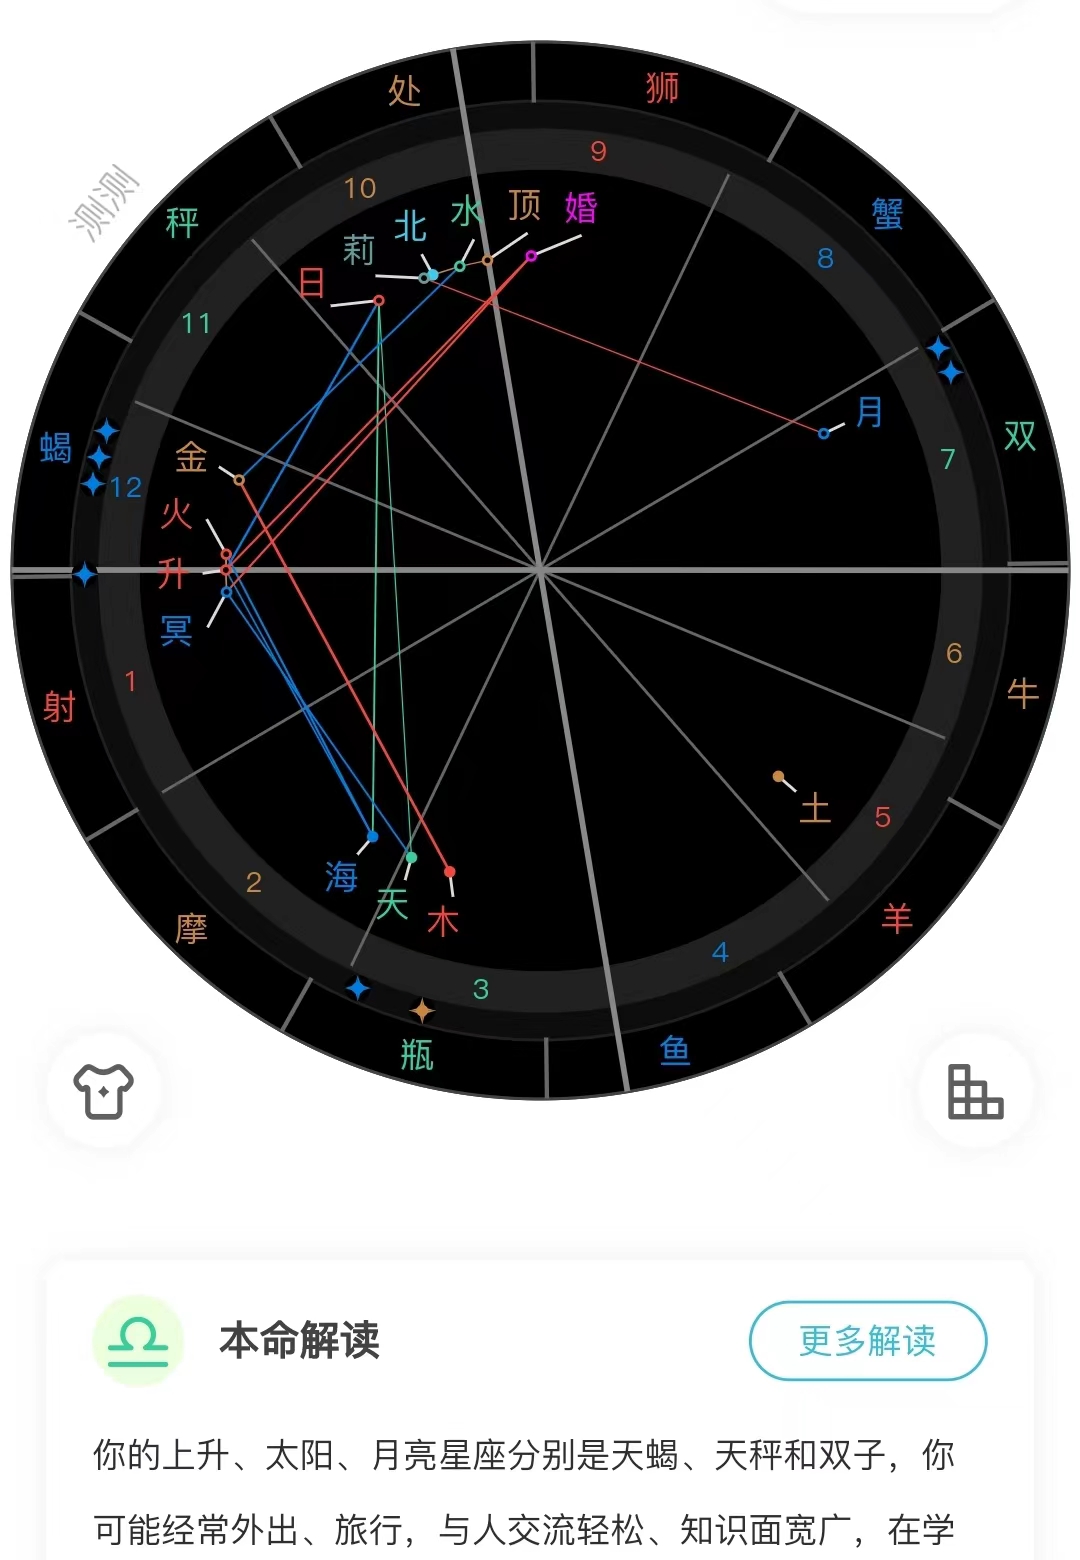 处
狮
9
10
顶
婚
水
北
测测
秤
莉
蟹
8
日
11
月
双
蝎
金
7
12
火
升
冥
6
1
射
牛
土
5
2
海
天
木
摩
羊
4
3
瓶
鱼
本命解读
更多解读
你的上升、太阳、月亮星座分别是天蝎、天秤和双子，你
可能经常外出、旅行，与人交流轻松、知识面宽广，在学